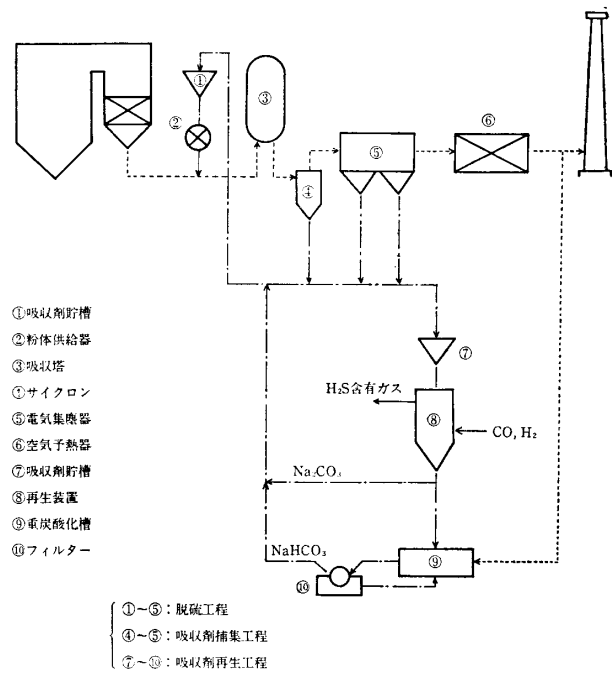 ①
②
③
④
⑤
⑥
⑦
H₂S含有ガス
⑧
CO, H₂
Na₂CO₃
NaHCO₃
⑨
⑩
①吸収剤貯槽
②粉体供給器
③吸収塔
④サイクロン
⑤電気集塵器
⑥空気予熱器
⑦吸収剤貯槽
⑧再生装置
⑨重炭酸化槽
⑩フィルター
①～⑤：脱硫工程
④～⑤：吸収剤捕集工程
⑦～⑩：吸収剤再生工程